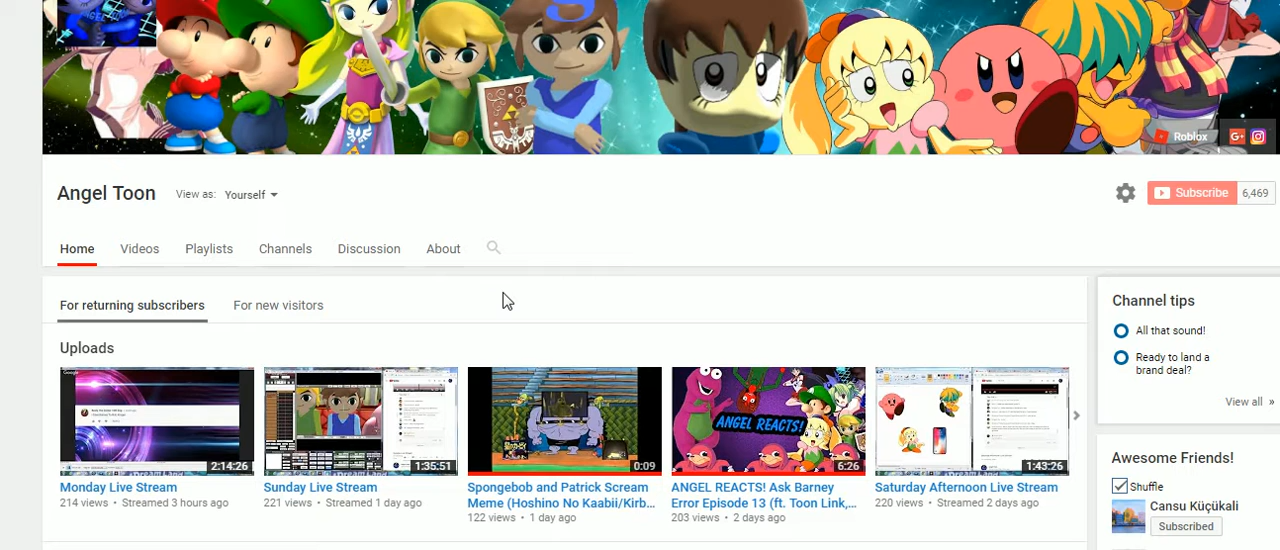 Roblox
Angel Toon
View as: Yourself
Subscribe 6,469
Home Videos Playlists Channels Discussion About
For returning subscribers For new visitors
Uploads
2:14:26
Monday Live Stream
214 views • Streamed 3 hours ago
1:35:51
Sunday Live Stream
221 views • Streamed 1 day ago
0:09
Spongebob and Patrick Scream
Meme (Hoshino No Kaabii/Kirb...
122 views • 1 day ago
ANGEL REACTS!
6:26
ANGEL REACTS! Ask Barney
Error Episode 13 (ft. Toon Link,...
203 views • 2 days ago
1:43:26
Saturday Afternoon Live Stream
220 views • Streamed 2 days ago
Channel tips
All that sound!
Ready to land a
brand deal?
View all »
Awesome Friends!
Shuffle
Cansu Küçükali
Subscribed